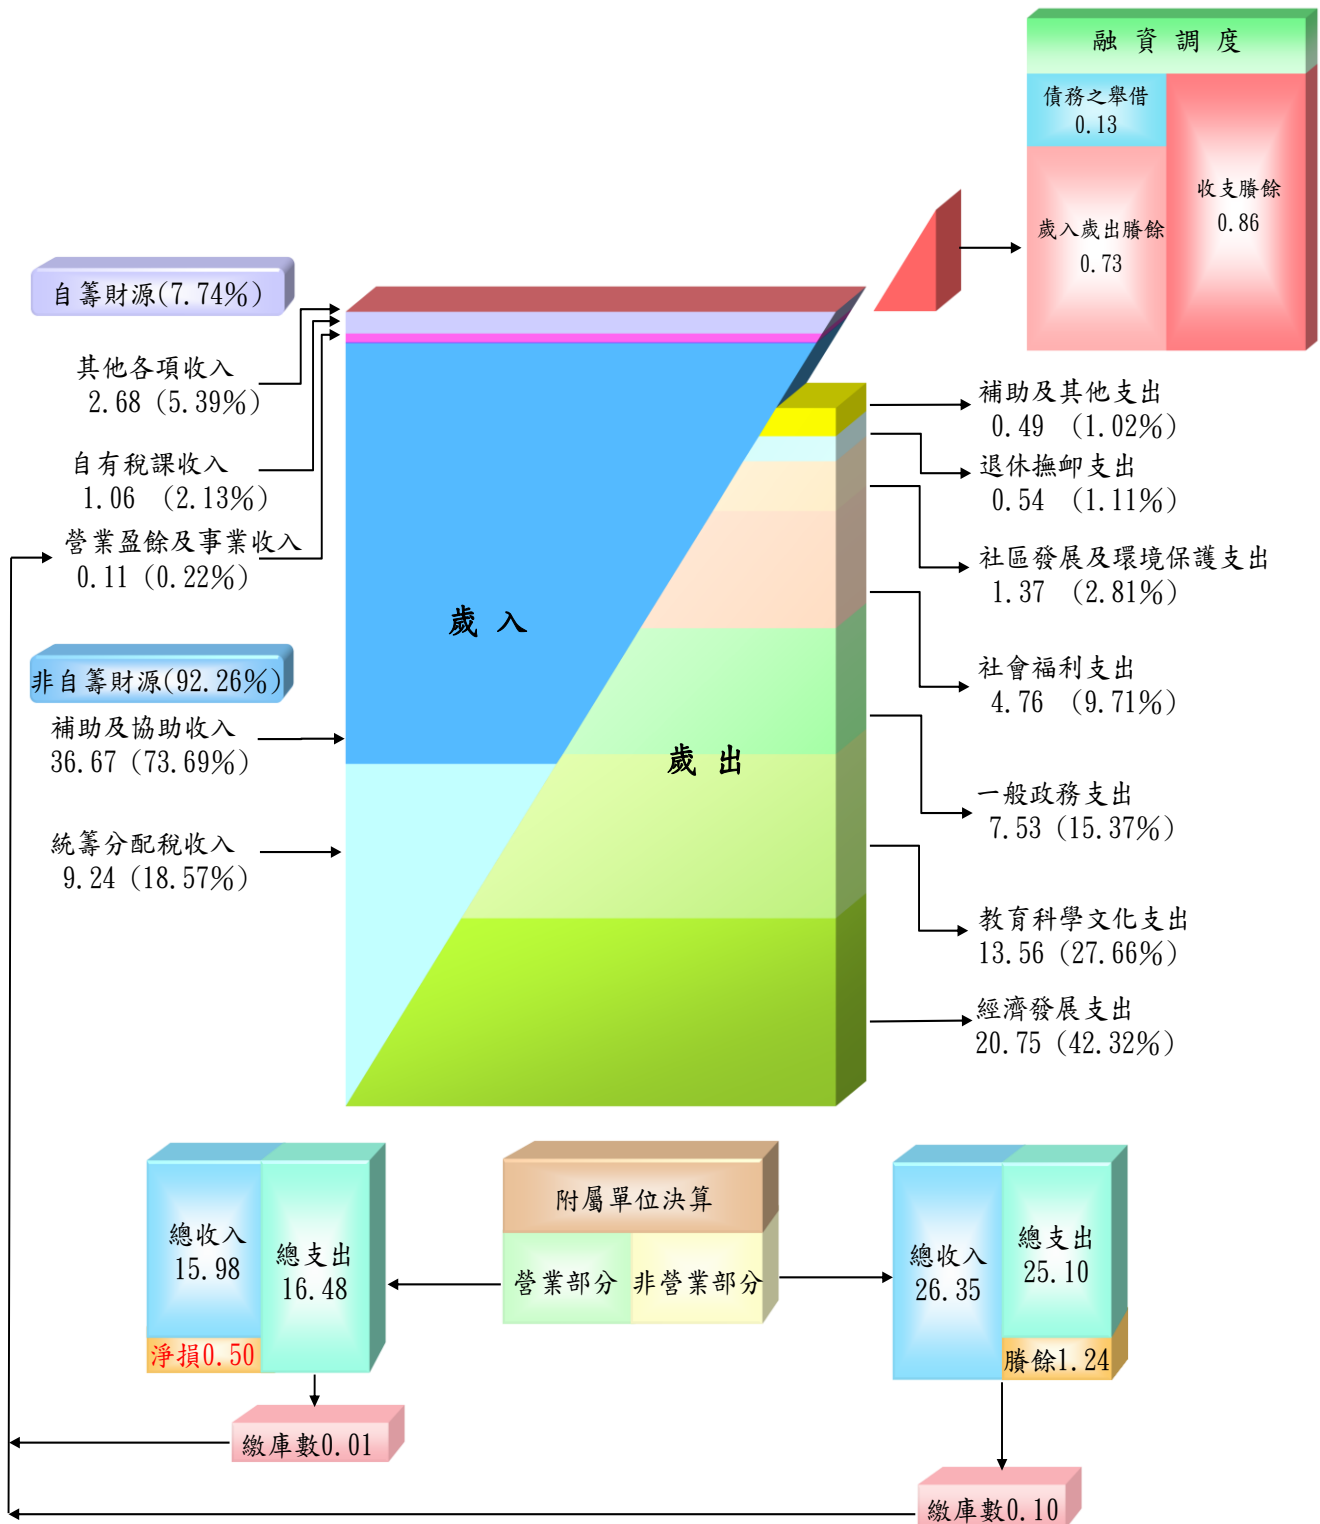 融資調度
債務之舉借
0.13
歲入歲出賸餘
0.73
收支賸餘
0.86
自籌財源(7.74%)
其他各項收入
2.68 (5.39%)
自有稅課收入
1.06 (2.13%)
營業盈餘及事業收入
0.11 (0.22%)
非自籌財源(92.26%)
補助及協助收入
36.67 (73.69%)
統籌分配稅收入
9.24 (18.57%)
歲入
歲出
補助及其他支出
0.49 (1.02%)
退休撫卹支出
0.54 (1.11%)
社區發展及環境保護支出
1.37 (2.81%)
社會福利支出
4.76 (9.71%)
一般政務支出
7.53 (15.37%)
教育科學文化支出
13.56 (27.66%)
經濟發展支出
20.75 (42.32%)
總收入
15.98
淨損0.50
總支出
16.48
繳庫數0.01
附屬單位決算
營業部分
非營業部分
總收入
26.35
總支出
25.10
賸餘1.24
繳庫數0.10